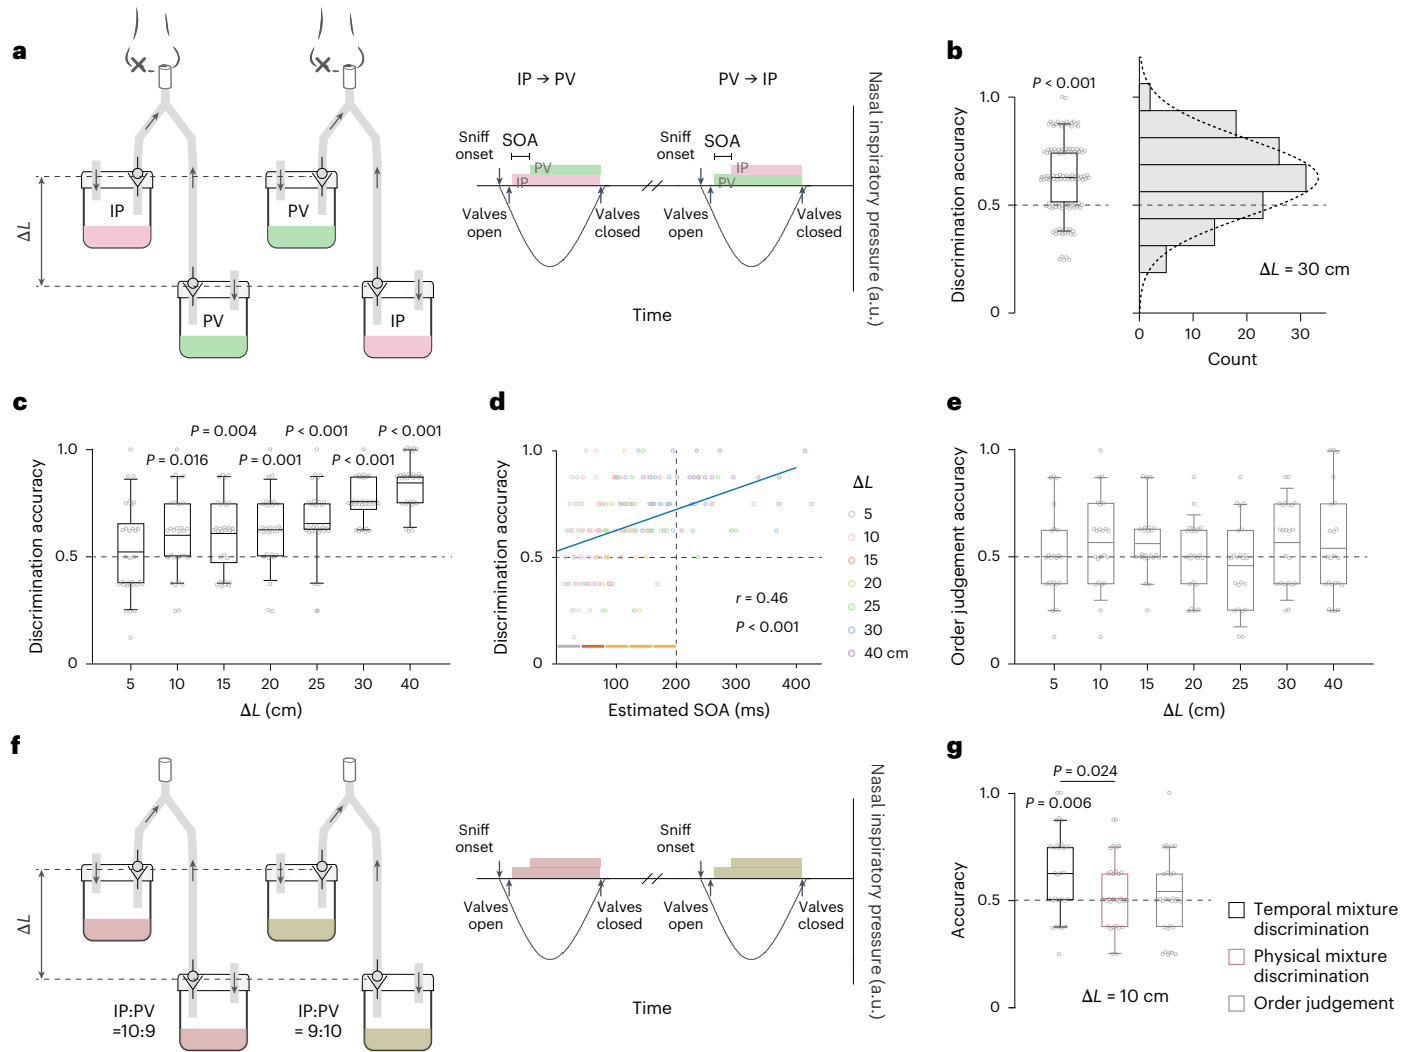 a
IP → PV
PV → IP
Sniff
onset
SOA
PV
IP
Sniff
onset
SOA
IP
PV
Valves
open
Valves
closed
Valves
open
Valves
closed
Time
Nasal inspiratory pressure (a.u.)
ΔL
IP
PV
PV
IP
b
P < 0.001
Discrimination accuracy
1.0
0.5
0
ΔL = 30 cm
0
10
20
30
Count
c
P = 0.004
P < 0.001
P < 0.001
P = 0.016
P = 0.001
P < 0.001
Discrimination accuracy
1.0
0.5
0
5
10
15
20
25
30
40
ΔL (cm)
d
Discrimination accuracy
1.0
0.5
0
r = 0.46
P < 0.001
100
200
300
400
Estimated SOA (ms)
ΔL
5
10
15
20
25
30
40 cm
e
Order judgement accuracy
1.0
0.5
0
5
10
15
20
25
30
40
ΔL (cm)
f
ΔL
IP:PV
=10:9
IP:PV
= 9:10
Sniff
onset
Sniff
onset
Valves
open
Valves
closed
Valves
open
Valves
closed
Time
Nasal inspiratory pressure (a.u.)
g
P = 0.024
P = 0.006
Accuracy
1.0
0.5
0
ΔL = 10 cm
Temporal mixture
discrimination
Physical mixture
discrimination
Order judgement